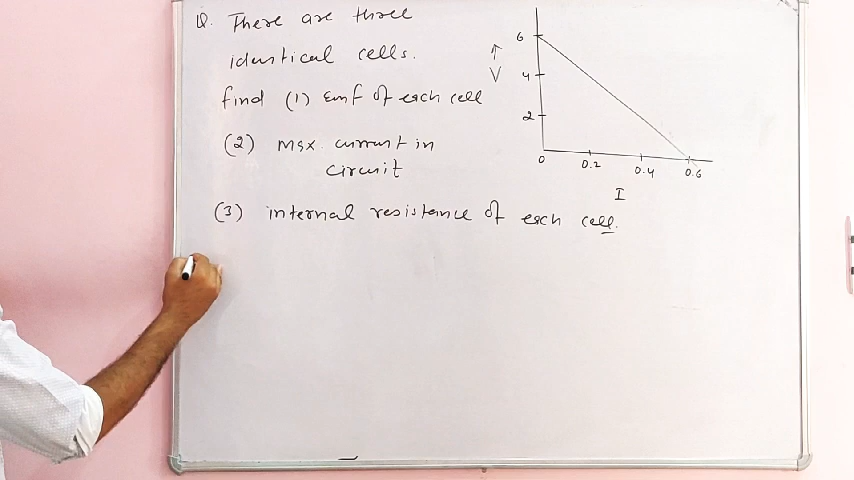 Q. There are three
identical cells.
find (1) Emf of each cell
(2) max. current in
circuit
(3) internal resistance of each cell.
↑
V
6
4
2
0
0.2
0.4
0.6
I